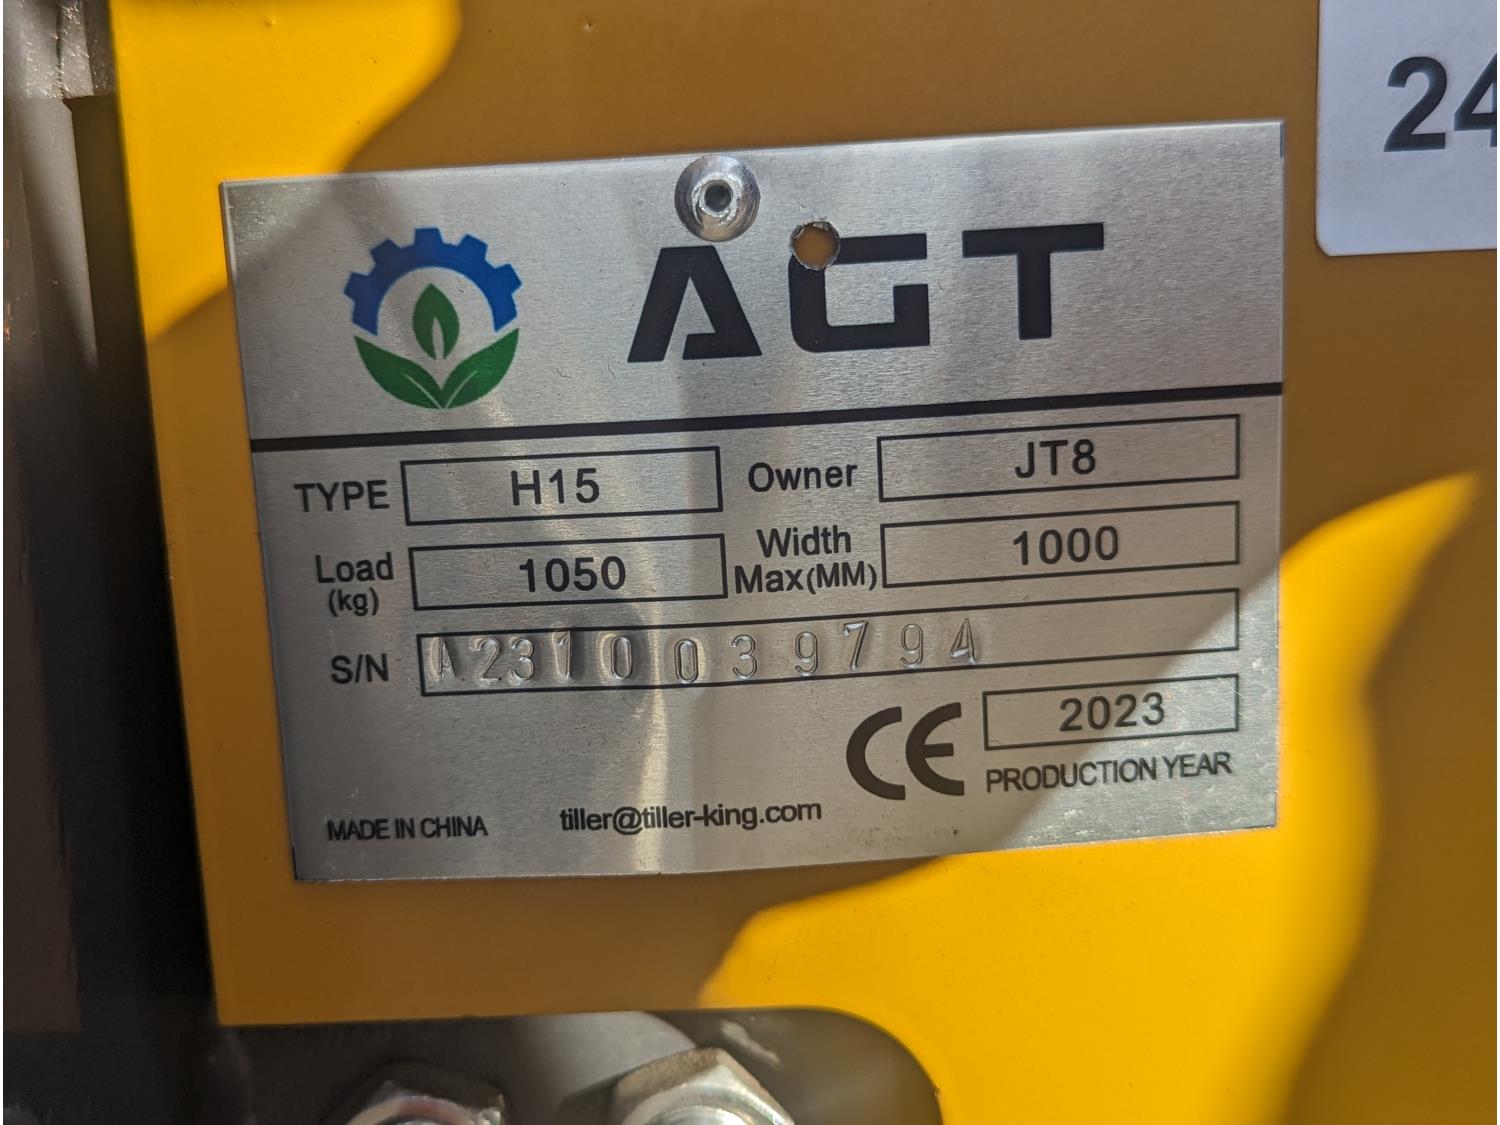 24
AGT
TYPE H15 Owner JT8
Load (kg) 1050 Width Max(MM) 1000
S/N A2310039794
CE 2023
PRODUCTION YEAR
MADE IN CHINA tiller@tiller-king.com